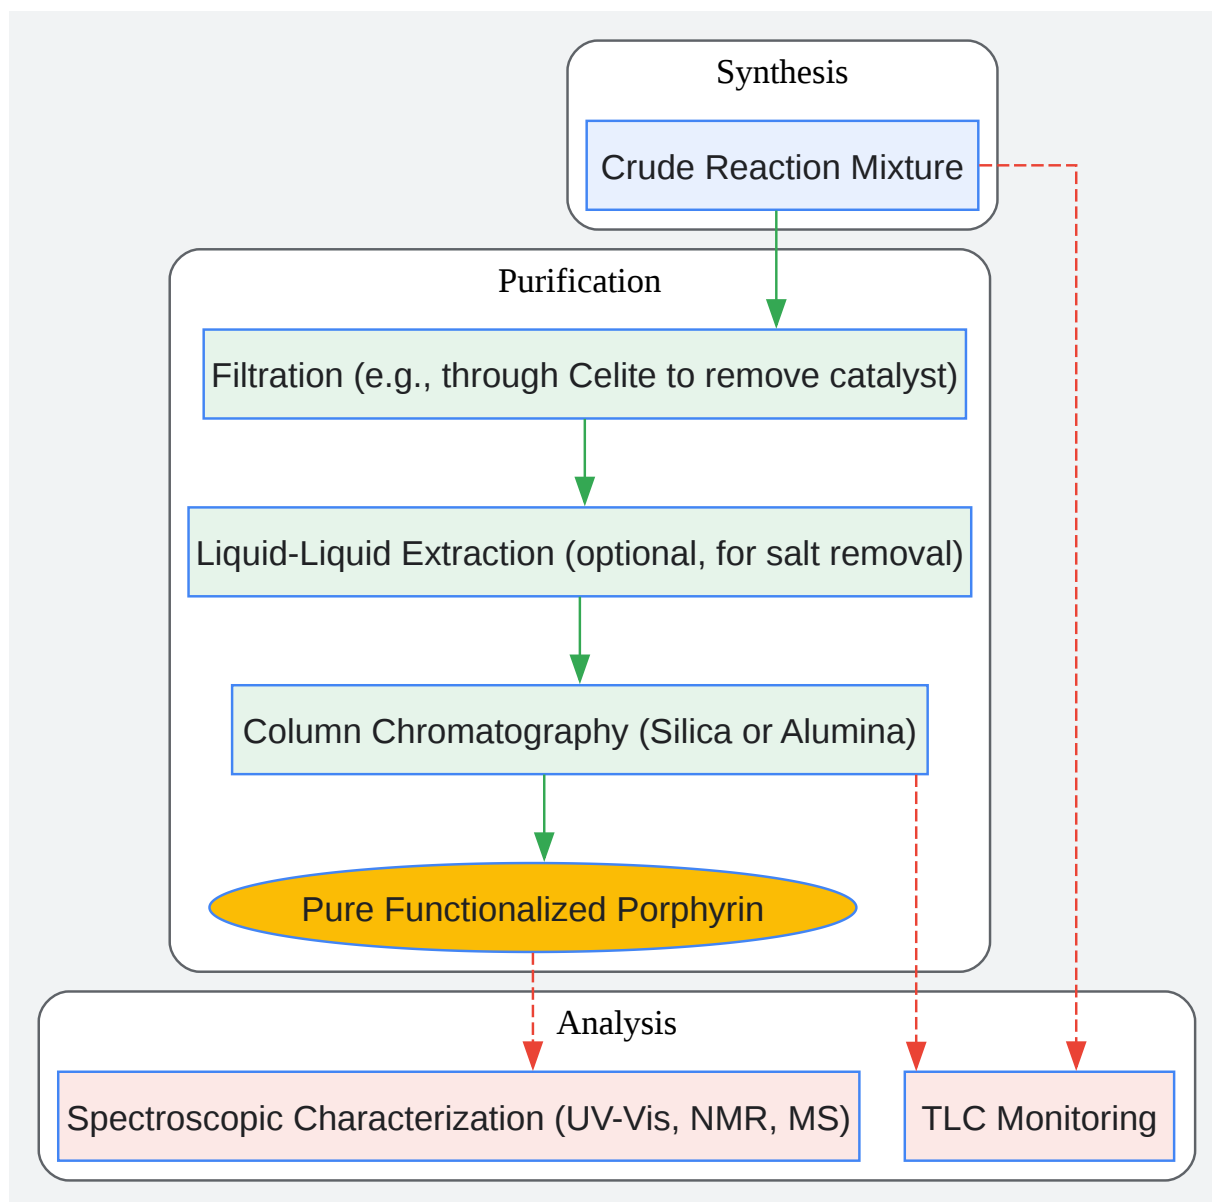 Synthesis
Crude Reaction Mixture
Purification
Filtration (e.g., through Celite to remove catalyst)
Liquid-Liquid Extraction (optional, for salt removal)
Column Chromatography (Silica or Alumina)
Pure Functionalized Porphyrin
Analysis
Spectroscopic Characterization (UV-Vis, NMR, MS)
TLC Monitoring